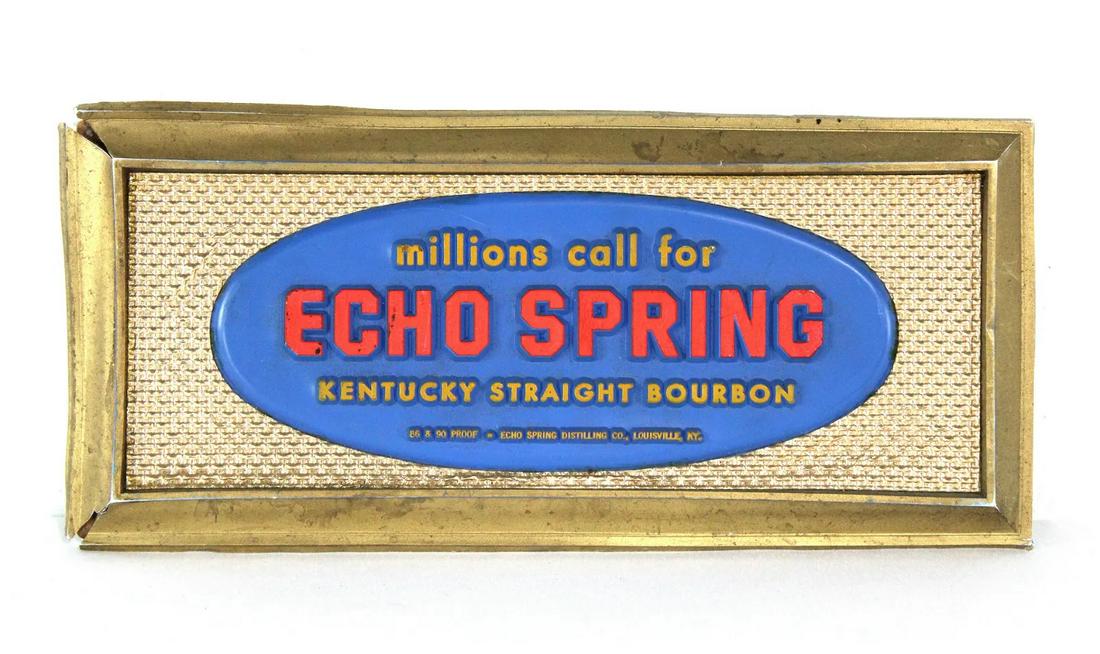 millions call for
ECHO SPRING
KENTUCKY STRAIGHT BOURBON
86 & 90 PROOF - ECHO SPRING DISTILLING CO., LOUISVILLE, KY.